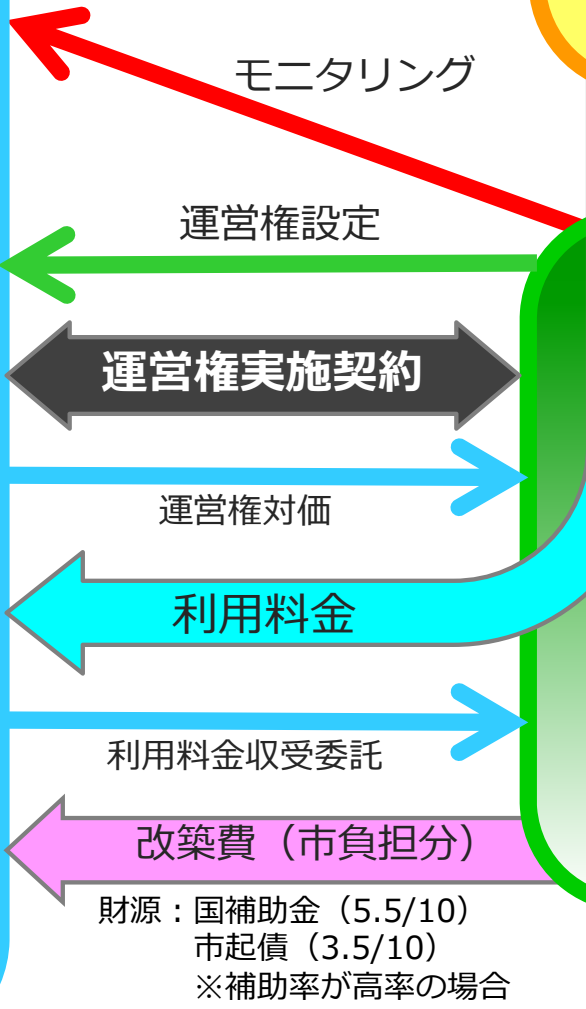 モニタリング
運営権設定
運営権実施契約
運営権対価
利用料金
利用料金収受委託
改築費（市負担分）
財源：国補助金（5.5/10）
市起債（3.5/10）
※補助率が高率の場合